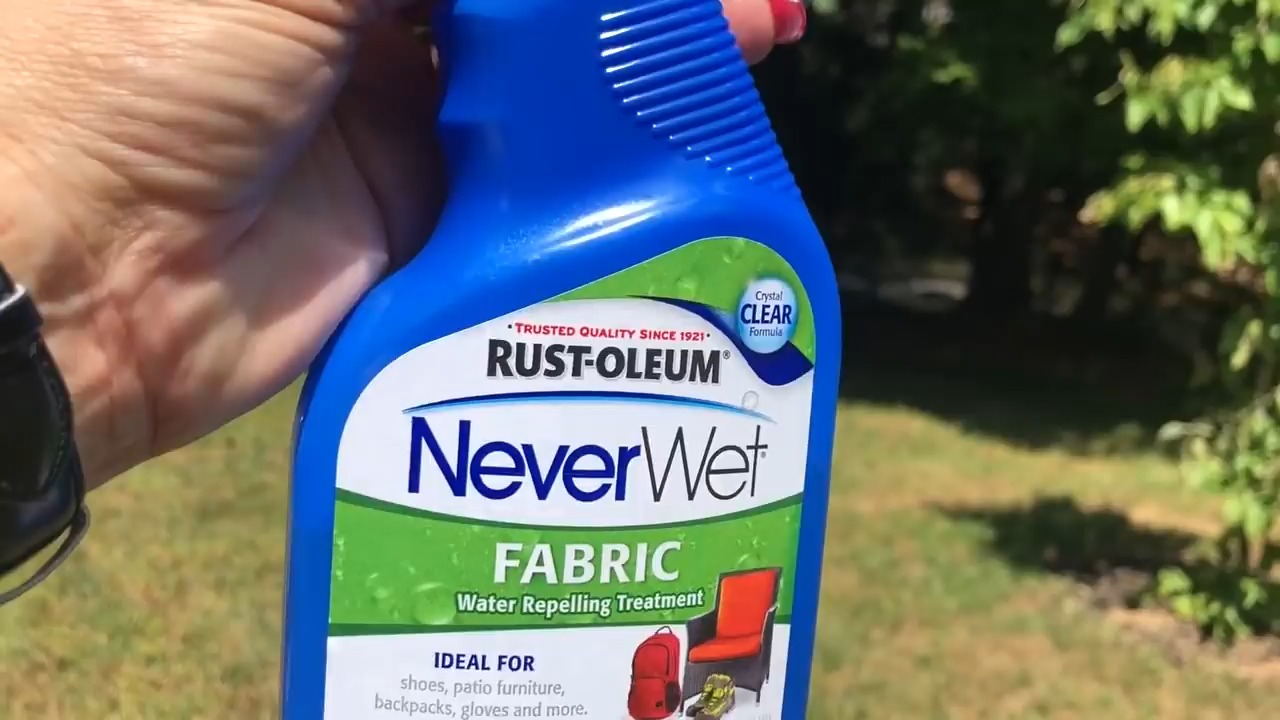 Crystal
CLEAR
Formula
•TRUSTED QUALITY SINCE 1921•
RUST-OLEUM®
NeverWet®
FABRIC
Water Repelling Treatment
IDEAL FOR
shoes, patio furniture,
backpacks, gloves and more.